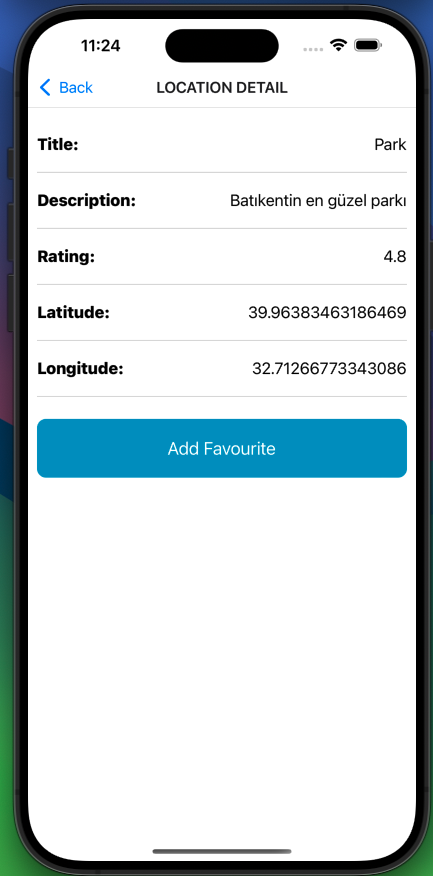 11:24
Back LOCATION DETAIL
Title: Park
Description: Batıkentin en güzel parkı
Rating: 4.8
Latitude: 39.96383463186469
Longitude: 32.71266773343086
Add Favourite